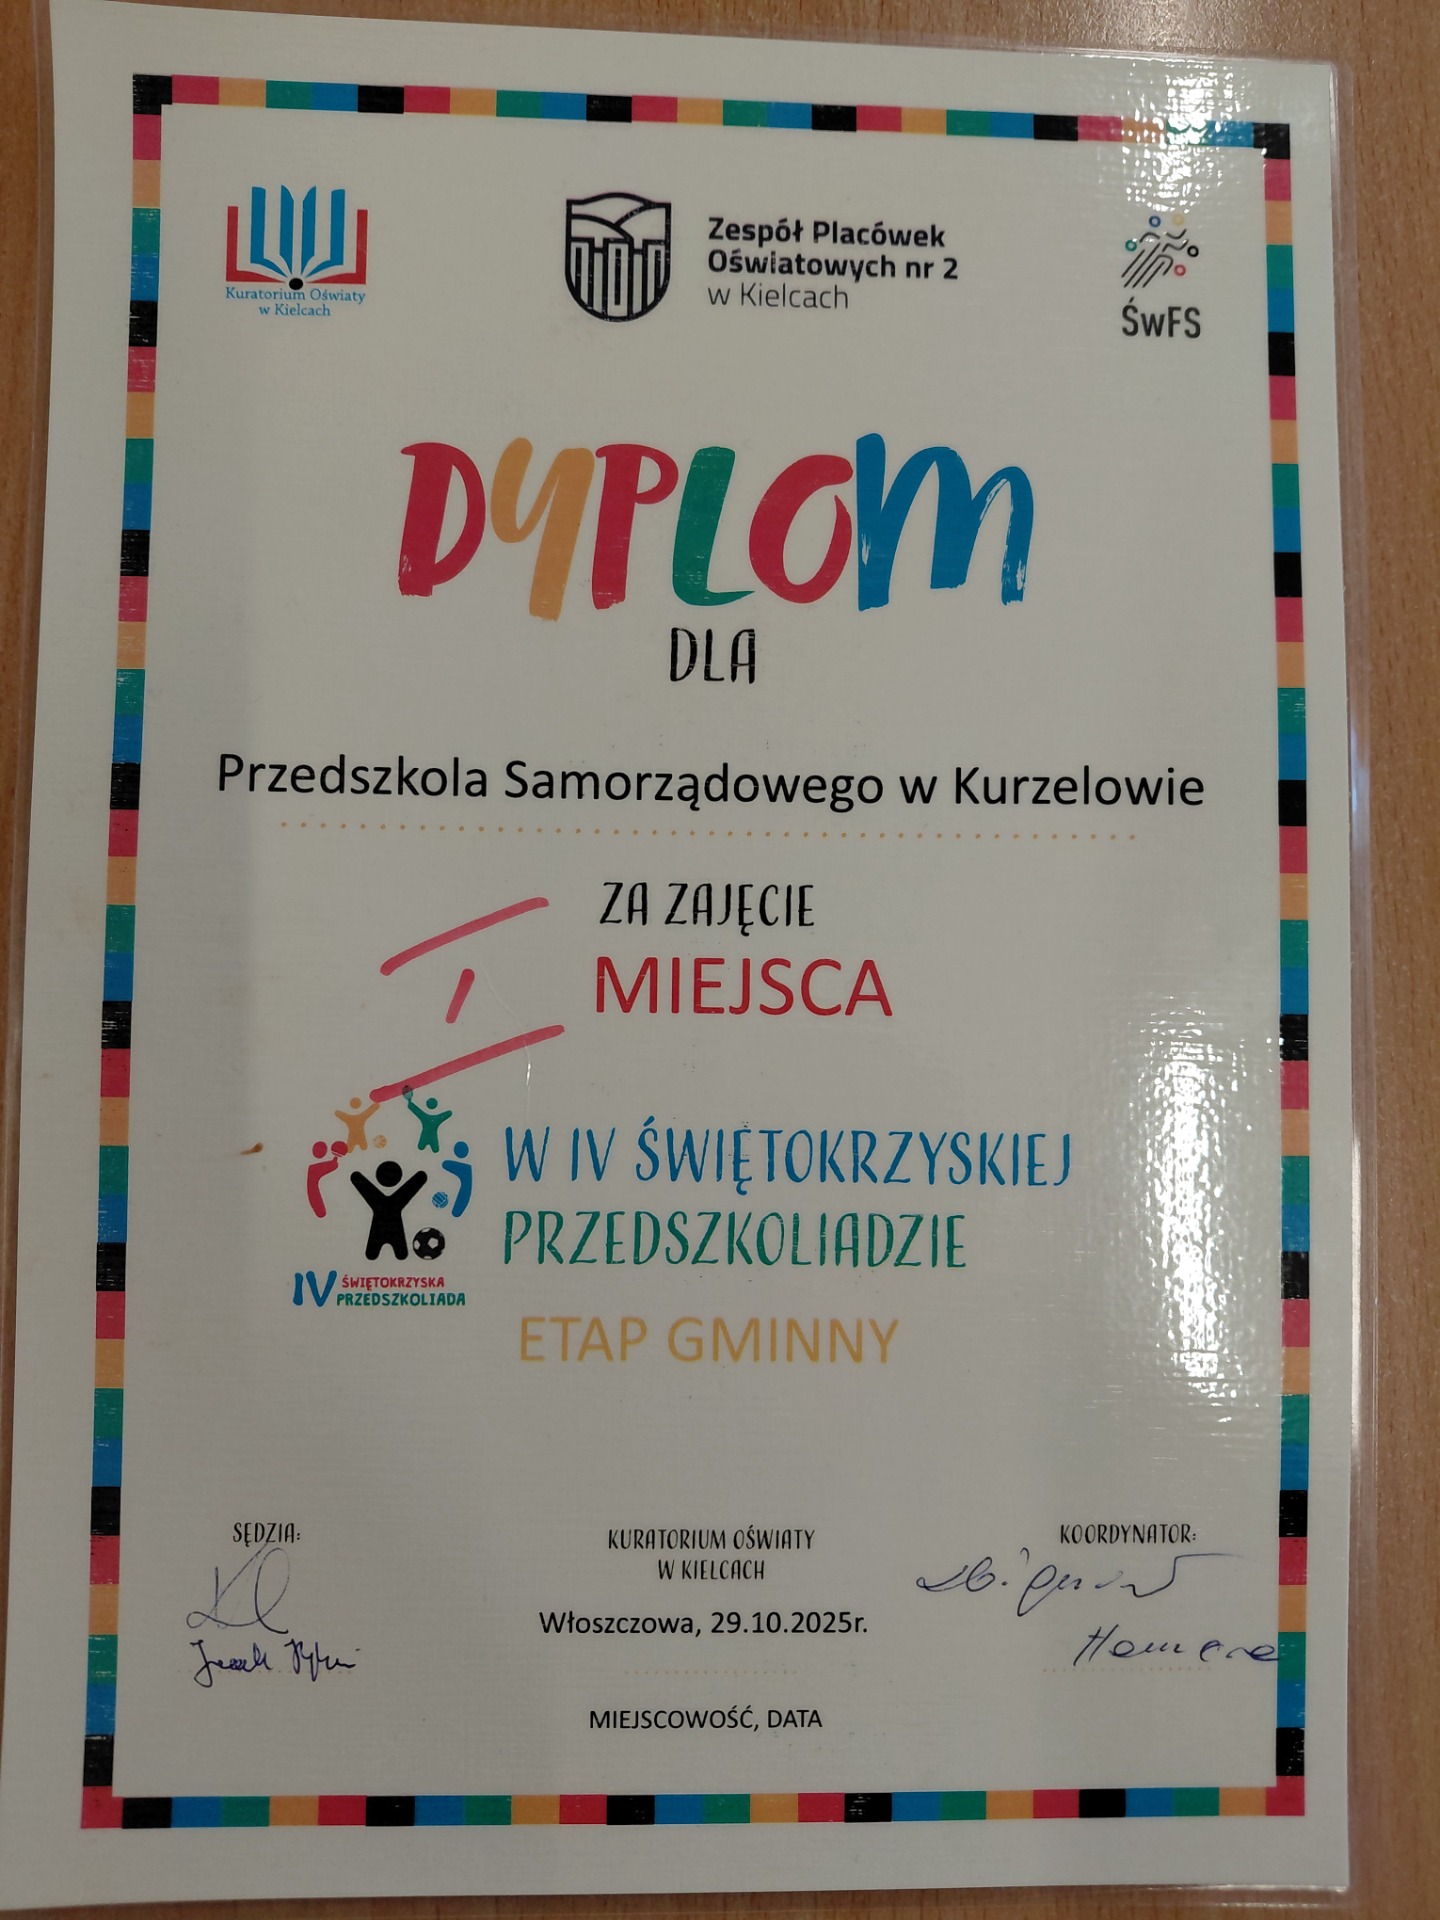 Kuratorium Oświaty
w Kielcach
Zespół Placówek
Oświatowych nr 2
w Kielcach
ŚwFS
DYPLOM
DLA
Przedszkola Samorządowego w Kurzelowie
ZA ZAJĘCIE
I MIEJSCA
W IV ŚWIĘTOKRZYSKIEJ
PRZEDSZKOLIADZIE
IV ŚWIĘTOKRZYSKA
PRZEDSZKOLIADA
ETAP GMINNY
SĘDZIA:
KURATORIUM OŚWIATY
W KIELCACH
KOORDYNATOR:
Włoszczowa, 29.10.2025r.
MIEJSCOWOŚĆ, DATA